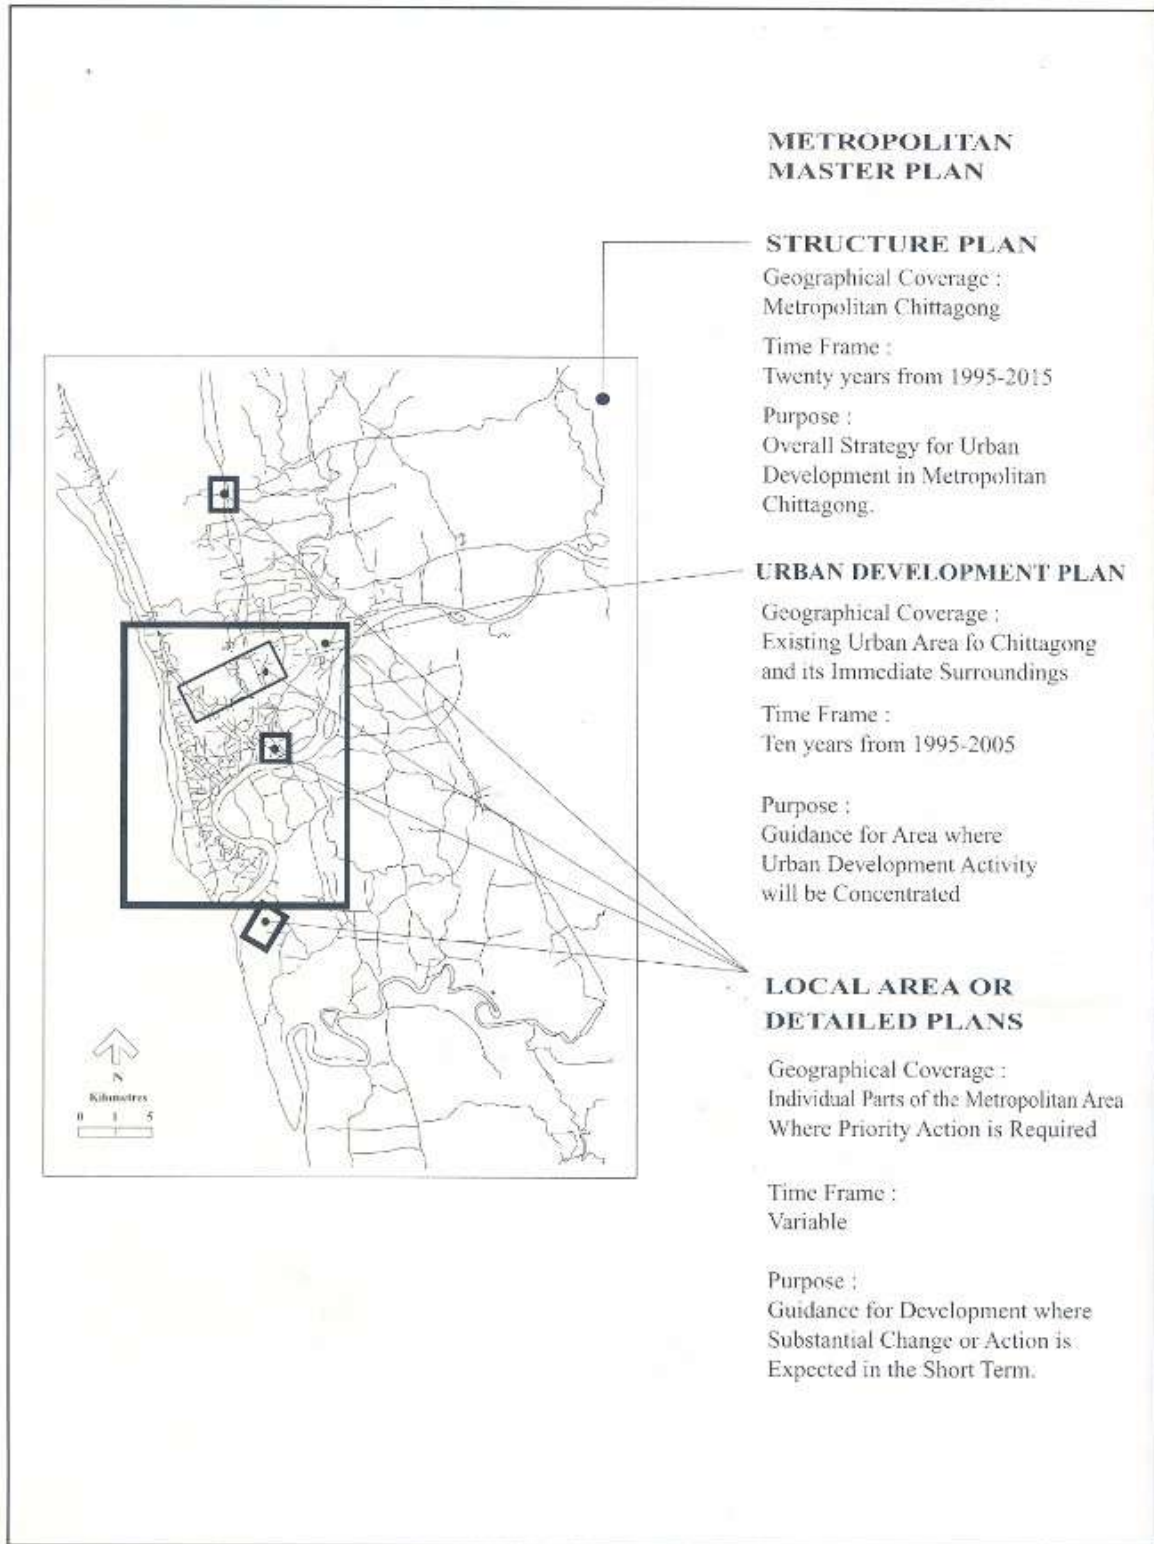 METROPOLITAN
MASTER PLAN
STRUCTURE PLAN
Geographical Coverage :
Metropolitan Chittagong
Time Frame :
Twenty years from 1995-2015
Purpose :
Overall Strategy for Urban
Development in Metropolitan
Chittagong.
URBAN DEVELOPMENT PLAN
Geographical Coverage :
Existing Urban Area fo Chittagong
and its Immediate Surroundings
Time Frame :
Ten years from 1995-2005
Purpose :
Guidance for Area where
Urban Development Activity
will be Concentrated
LOCAL AREA OR
DETAILED PLANS
Geographical Coverage :
Individual Parts of the Metropolitan Area
Where Priority Action is Required
Time Frame :
Variable
Purpose :
Guidance for Development where
Substantial Change or Action is
Expected in the Short Term.
N
Kilometres
0 1 5